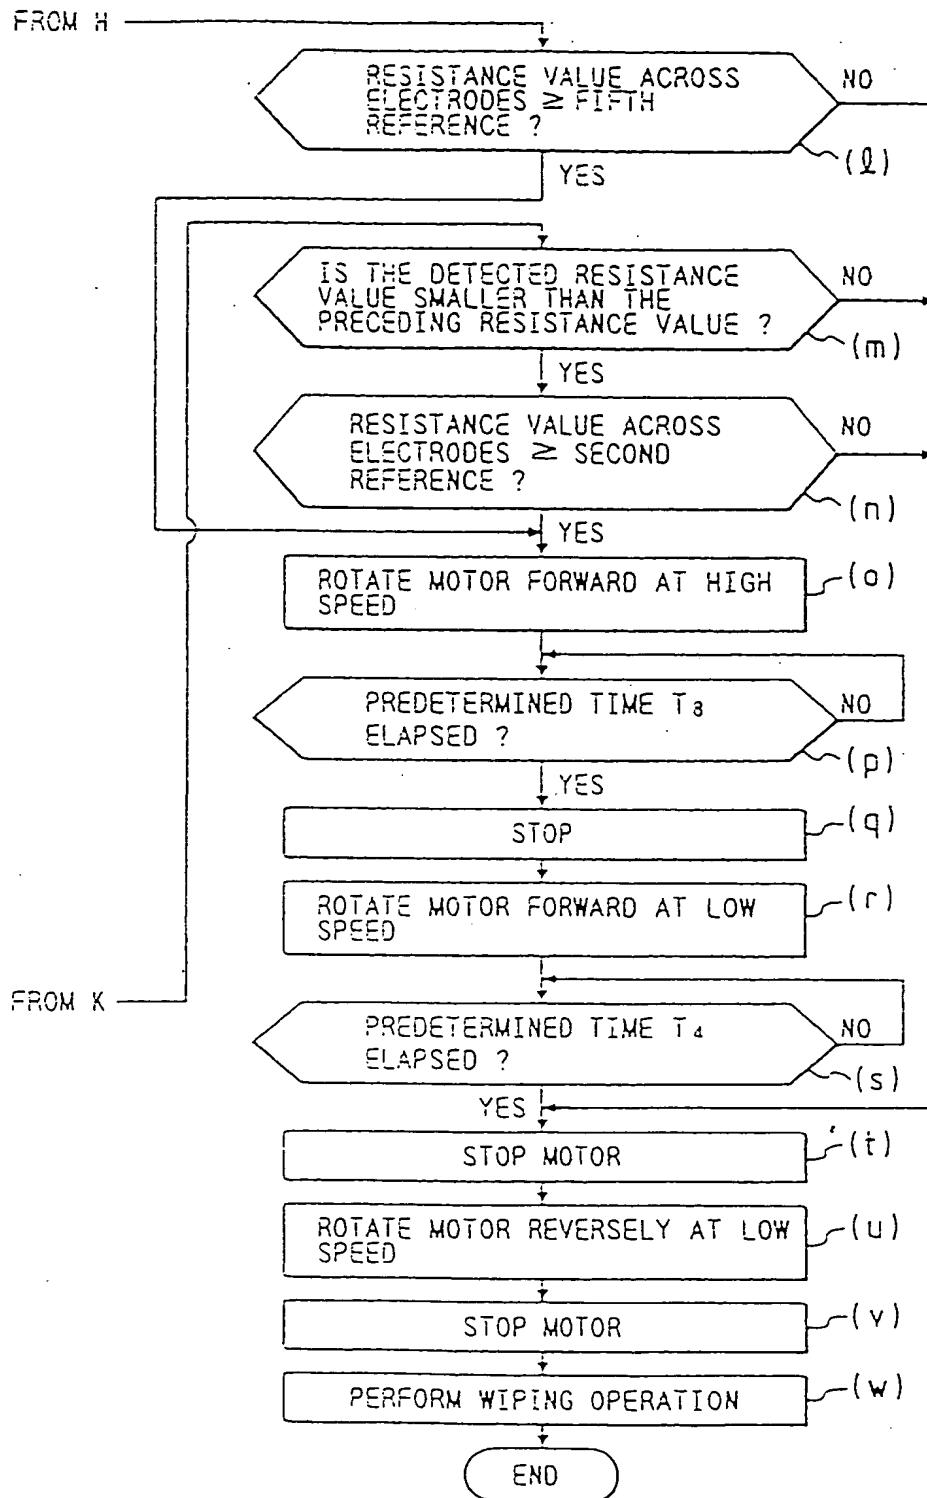 FROM H
RESISTANCE VALUE ACROSS
ELECTRODES ≧ FIFTH
REFERENCE ?
NO
(l)
YES
IS THE DETECTED RESISTANCE
VALUE SMALLER THAN THE
PRECEDING RESISTANCE VALUE ?
NO
(m)
YES
RESISTANCE VALUE ACROSS
ELECTRODES ≧ SECOND
REFERENCE ?
NO
(n)
YES
ROTATE MOTOR FORWARD AT HIGH
SPEED
(o)
PREDETERMINED TIME T3
ELAPSED ?
NO
(p)
YES
STOP
(q)
ROTATE MOTOR FORWARD AT LOW
SPEED
(r)
FROM K
PREDETERMINED TIME T4
ELAPSED ?
NO
(s)
YES
STOP MOTOR
(t)
ROTATE MOTOR REVERSELY AT LOW
SPEED
(u)
STOP MOTOR
(v)
PERFORM WIPING OPERATION
(w)
END